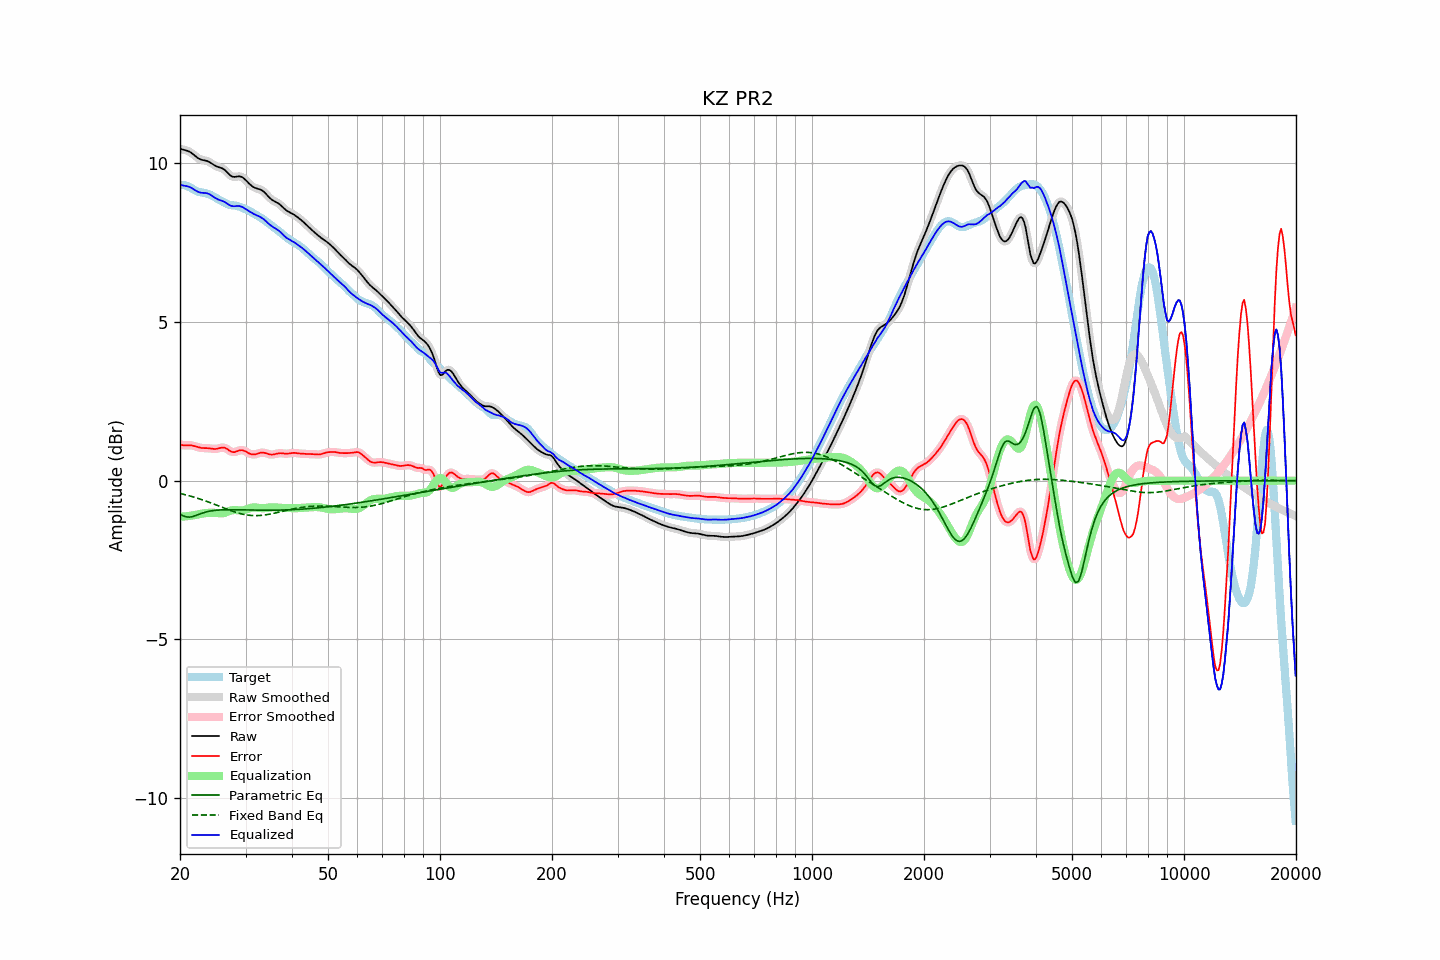 KZ PR2
Amplitude (dBr)
10
5
0
−5
−10
Target
Raw Smoothed
Error Smoothed
Raw
Error
Equalization
Parametric Eq
Fixed Band Eq
Equalized
20 50 100 200 500 1000 2000 5000 10000 20000
Frequency (Hz)